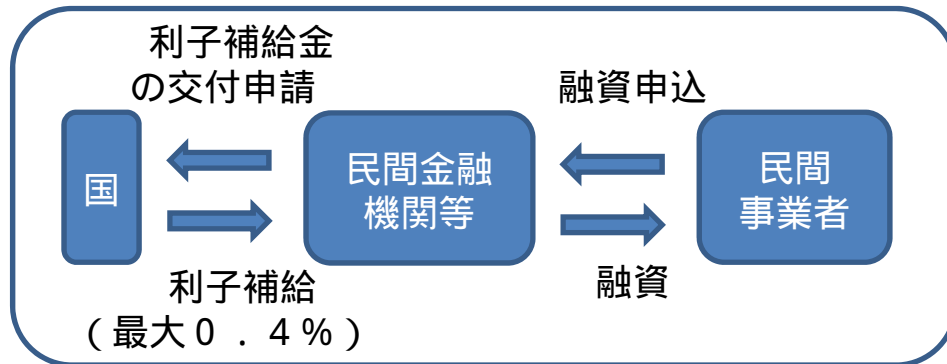 利子補給金
の交付申請
融資申込
国
民間金融
機関等
民間
事業者
利子補給
（最大０．４％）
融資